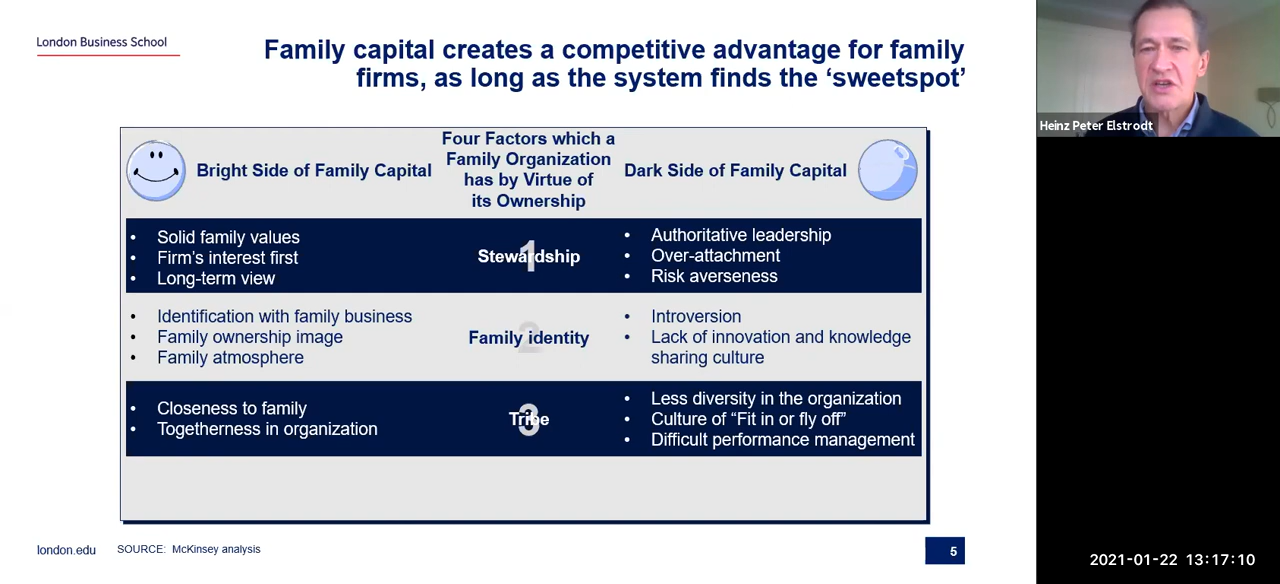 London Business School
Family capital creates a competitive advantage for family
firms, as long as the system finds the ‘sweetspot’
Bright Side of Family Capital
Four Factors which a
Family Organization
has by Virtue of
its Ownership
Dark Side of Family Capital
• Solid family values
• Firm’s interest first
• Long-term view
1
Stewardship
• Authoritative leadership
• Over-attachment
• Risk averseness
• Identification with family business
• Family ownership image
• Family atmosphere
2
Family identity
• Introversion
• Lack of innovation and knowledge
sharing culture
• Closeness to family
• Togetherness in organization
3
Tribe
• Less diversity in the organization
• Culture of “Fit in or fly off”
• Difficult performance management
london.edu
SOURCE: McKinsey analysis
5
Heinz Peter Elstrodt
2021-01-22 13:17:10